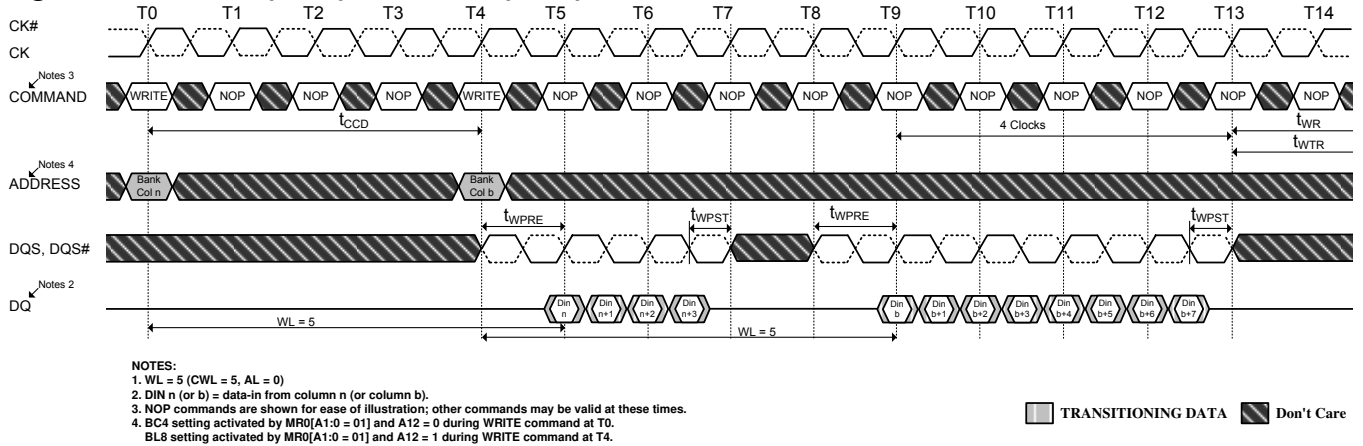 T0 T1 T2 T3 T4 T5 T6 T7 T8 T9 T10 T11 T12 T13 T14
CK#
CK
Notes 3
COMMAND
WRITE NOP NOP NOP WRITE NOP NOP NOP NOP NOP NOP NOP NOP NOP NOP
tCCD
4 Clocks
tWR
tWTR
Notes 4
ADDRESS
Bank Bank
Col n Col b
tWPRE tWPST tWPRE tWPST
DQS, DQS#
Notes 2
DQ
Din Din Din Din Din Din Din Din Din Din Din Din
n n+1 n+2 n+3 b b+1 b+2 b+3 b+4 b+5 b+6 b+7
WL = 5 WL = 5
NOTES:
1. WL = 5 (CWL = 5, AL = 0)
2. DIN n (or b) = data-in from column n (or column b).
3. NOP commands are shown for ease of illustration; other commands may be valid at these times.
4. BC4 setting activated by MR0[A1:0 = 01] and A12 = 0 during WRITE command at T0.
BL8 setting activated by MR0[A1:0 = 01] and A12 = 1 during WRITE command at T4.
TRANSITIONING DATA Don't Care